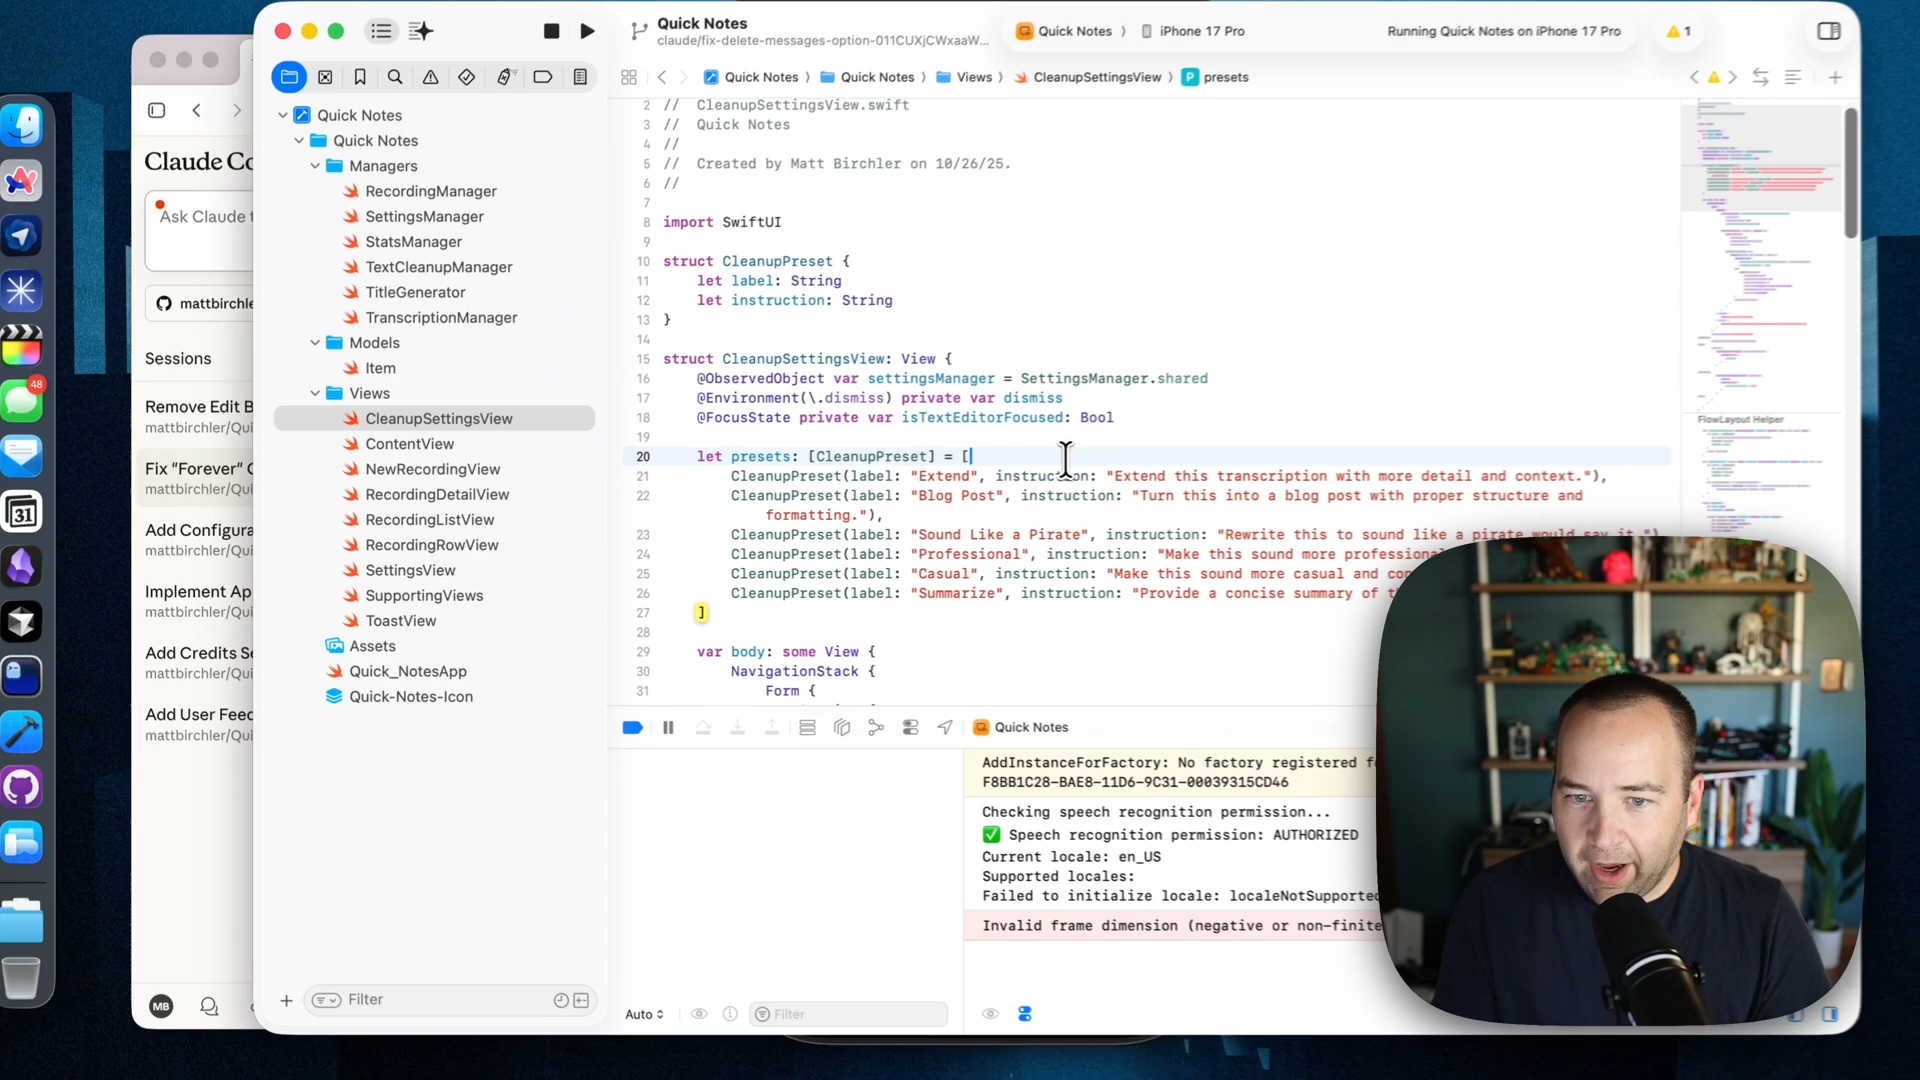 Quick Notes
claude/fix-delete-messages-option-011CUXjCWxaaW...
Quick Notes
iPhone 17 Pro
Running Quick Notes on iPhone 17 Pro
1
Quick Notes
Quick Notes
Views
CleanupSettingsView
P
presets
Claude Co
Ask Claude t
mattbirchle
Sessions
Remove Edit B
mattbirchler/Qui
Fix "Forever" C
mattbirchler/Qui
Add Configura
mattbirchler/Qui
Implement Ap
mattbirchler/Qui
Add Credits Se
mattbirchler/Qui
Add User Feed
mattbirchler/Qui
MB
48
31
Quick Notes
Quick Notes
Managers
RecordingManager
SettingsManager
StatsManager
TextCleanupManager
TitleGenerator
TranscriptionManager
Models
Item
Views
CleanupSettingsView
ContentView
NewRecordingView
RecordingDetailView
RecordingListView
RecordingRowView
SettingsView
SupportingViews
ToastView
Assets
Quick_NotesApp
Quick-Notes-Icon
Filter
2 // CleanupSettingsView.swift
3 // Quick Notes
4 //
5 // Created by Matt Birchler on 10/26/25.
6 //
7
8 import SwiftUI
9
10 struct CleanupPreset {
11 let label: String
12 let instruction: String
13 }
14
15 struct CleanupSettingsView: View {
16 @ObservedObject var settingsManager = SettingsManager.shared
17 @Environment(\.dismiss) private var dismiss
18 @FocusState private var isTextEditorFocused: Bool
19
20 let presets: [CleanupPreset] = [
21 CleanupPreset(label: "Extend", instruction: "Extend this transcription with more detail and context."),
22 CleanupPreset(label: "Blog Post", instruction: "Turn this into a blog post with proper structure and
formatting."),
23 CleanupPreset(label: "Sound Like a Pirate", instruction: "Rewrite this to sound like a pirate would say it.")
24 CleanupPreset(label: "Professional", instruction: "Make this sound more professional
25 CleanupPreset(label: "Casual", instruction: "Make this sound more casual and con
26 CleanupPreset(label: "Summarize", instruction: "Provide a concise summary of t
27 ]
28
29 var body: some View {
30 NavigationStack {
31 Form {
FlowLayout Helper
Quick Notes
AddInstanceForFactory: No factory registered f
F8BB1C28-BAE8-11D6-9C31-00039315CD46
Checking speech recognition permission...
Speech recognition permission: AUTHORIZED
Current locale: en_US
Supported locales:
Failed to initialize locale: localeNotSupported
Invalid frame dimension (negative or non-finite
Auto
Filter